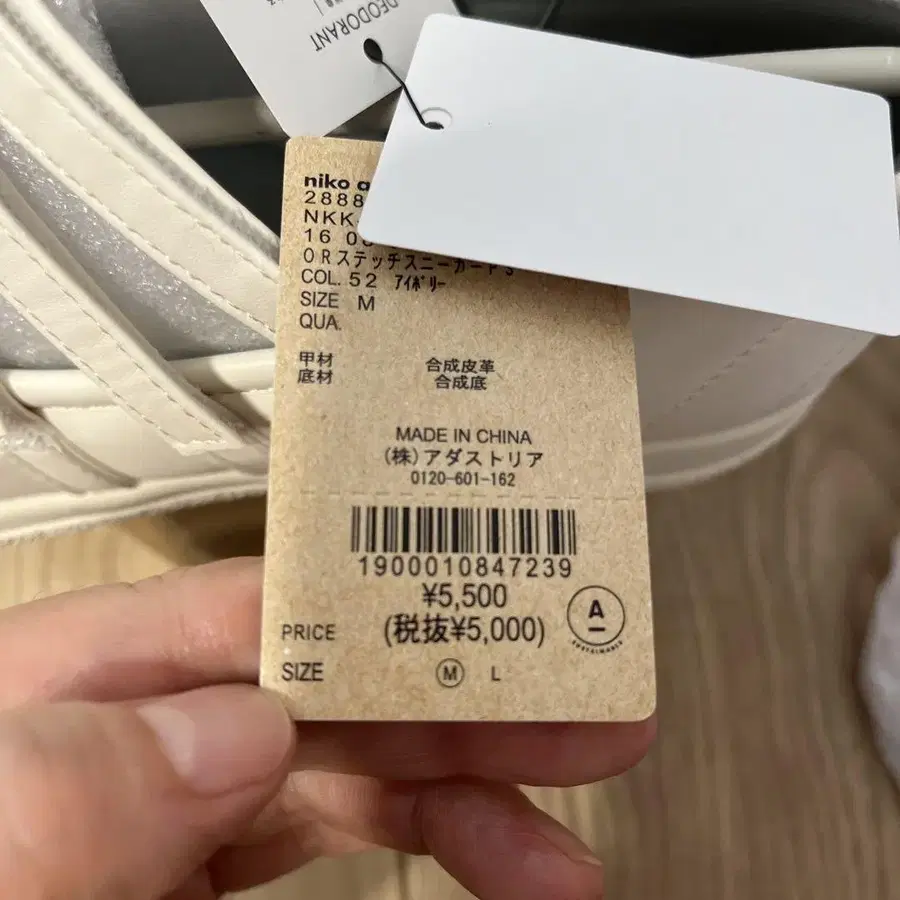 DEODORANT
niko a
2888
NKK-
16 0
ORステッチスニーカーPS
COL. 52 ｱｲﾎﾞﾘｰ
SIZE M
QUA.
甲材 合成皮革
底材 合成底
MADE IN CHINA
(株)アダストリア
0120-601-162
1900010847239
¥5,500
PRICE (税抜¥5,000)
A
SUSTAINABLE
SIZE M L